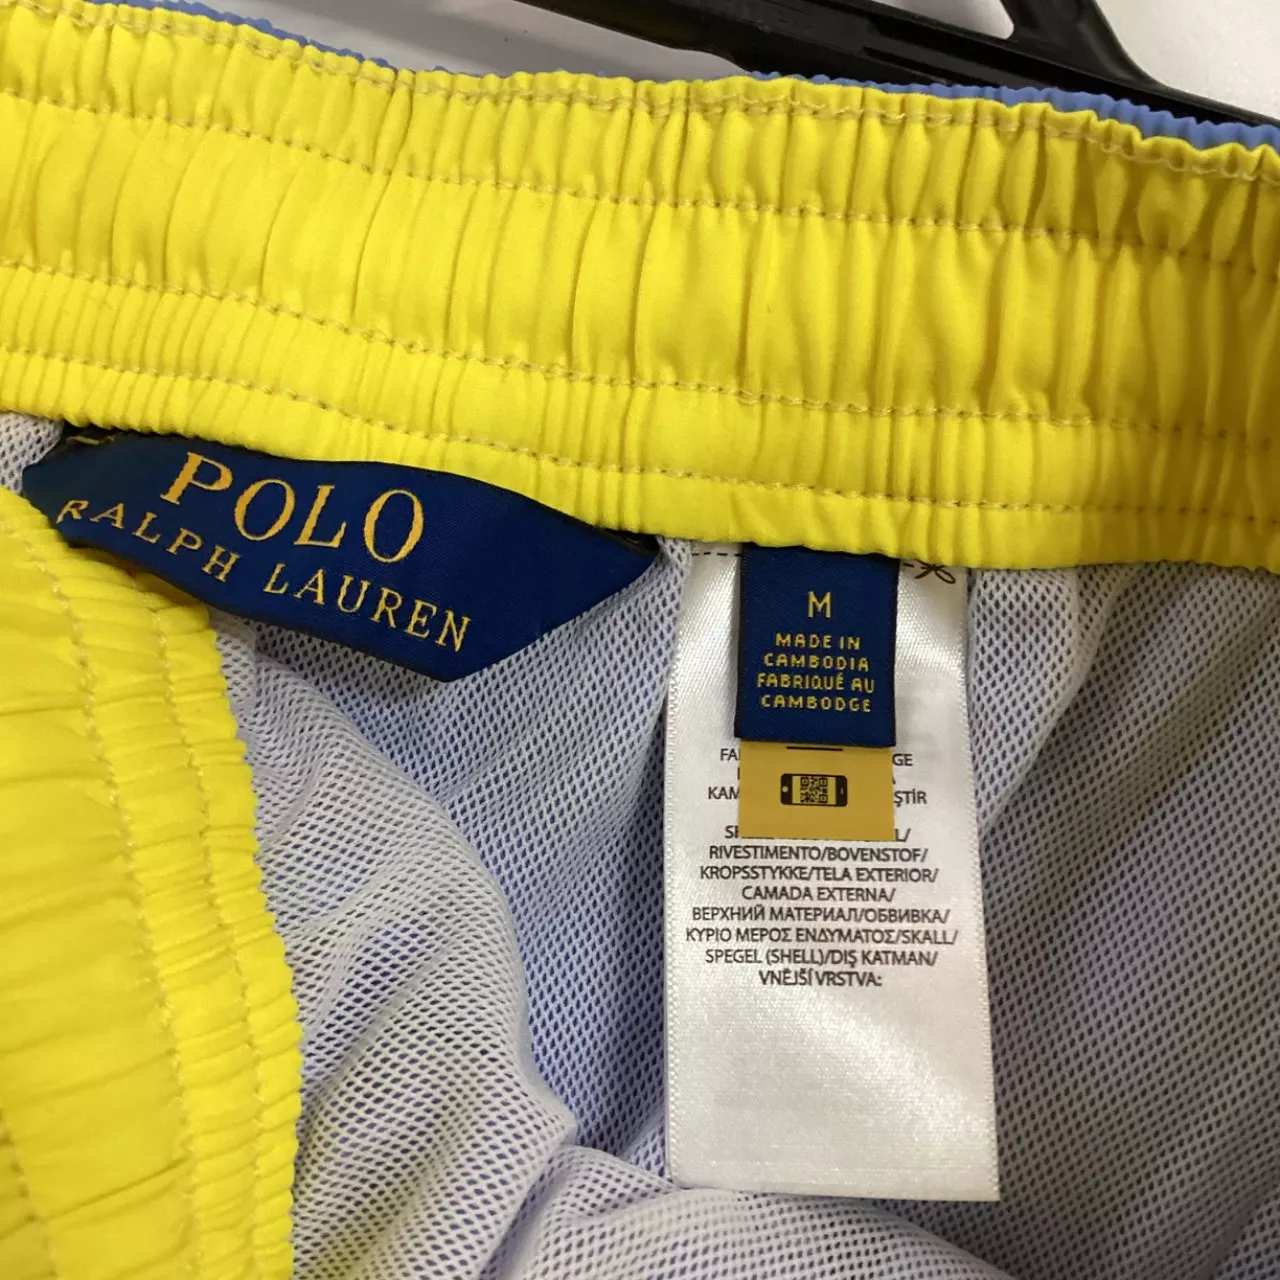 POLO
RALPH LAUREN
M
MADE IN
CAMBODIA
FABRIQUÉ AU
CAMBODGE
RIVESTIMENTO/BOVENSTOF/
KROPSSTYKKE/TELA EXTERIOR/
CAMADA EXTERNA/
ВЕРХНИЙ МАТЕРИАЛ/ОБВИВКА/
ΚΥΡΙΟ ΜΕΡΟΣ ΕΝΔΥΜΑΤΟΣ/SKALL/
SPEGEL (SHELL)/DIŞ KATMAN/
VNĚJŠÍ VRSTVA: